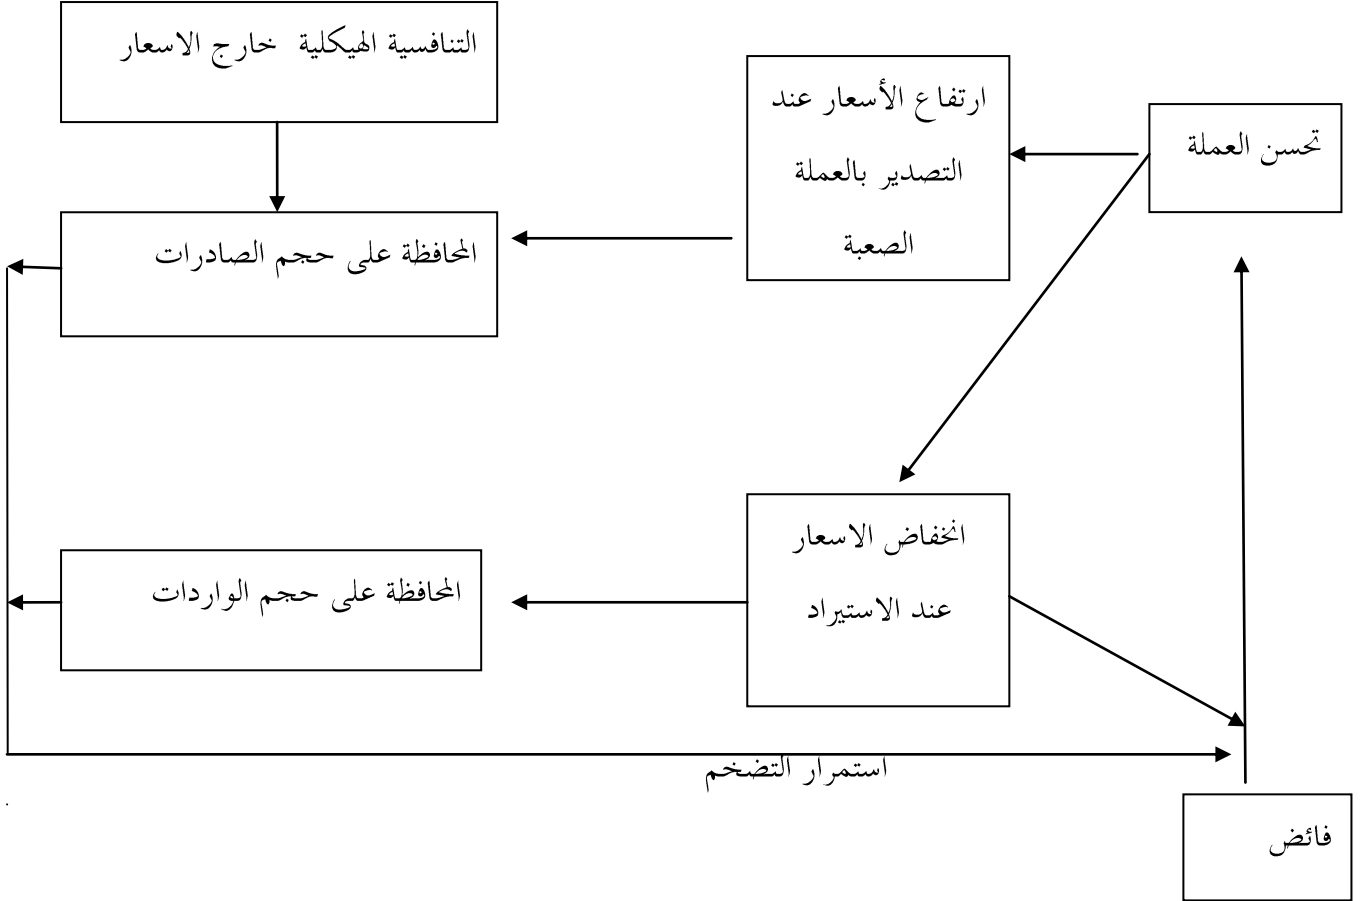 التنافسية الهيكلية خارج الاسعار
ارتفاع الأسعار عند
التصدير بالعملة
الصعبة
تحسن العملة
المحافظة على حجم الصادرات
انخفاض الاسعار
عند الاستيراد
المحافظة على حجم الواردات
استمرار التضخم
فائض